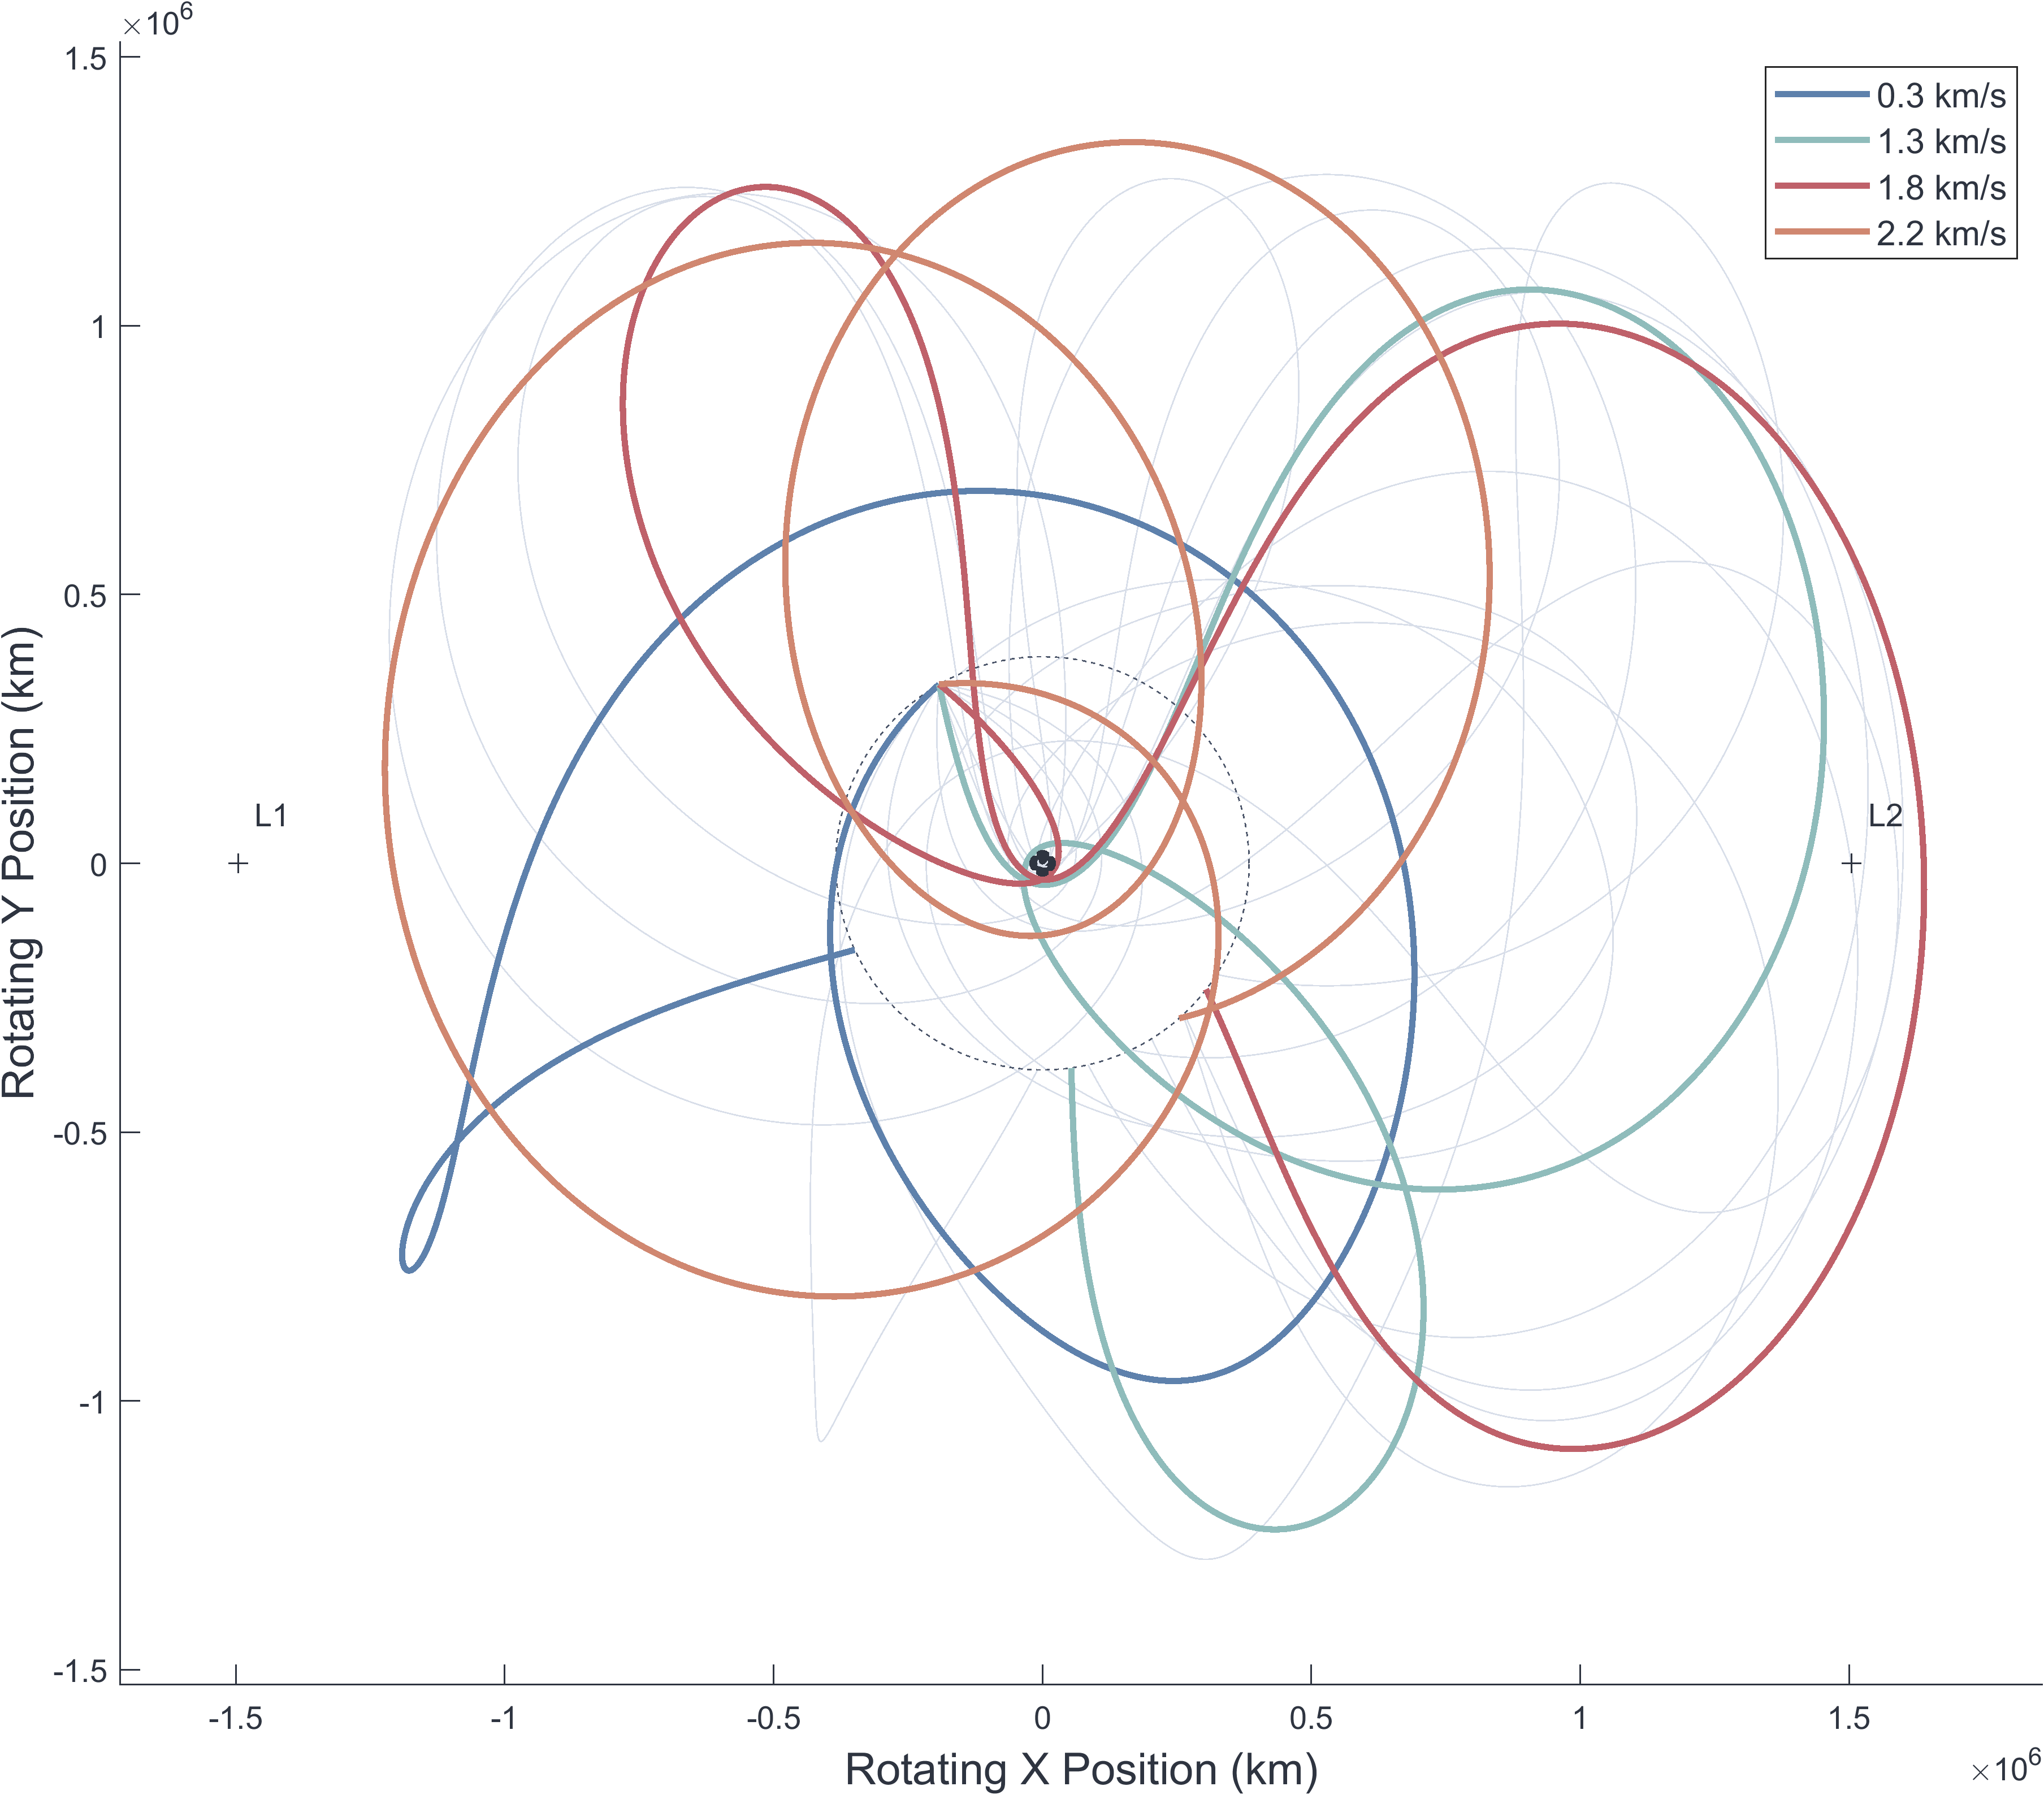 ×10⁶
1.5
1
0.5
0
-0.5
-1
-1.5
Rotating Y Position (km)
0.3 km/s
1.3 km/s
1.8 km/s
2.2 km/s
L1
L2
-1.5
-1
-0.5
0
0.5
1
1.5
Rotating X Position (km)
×10⁶